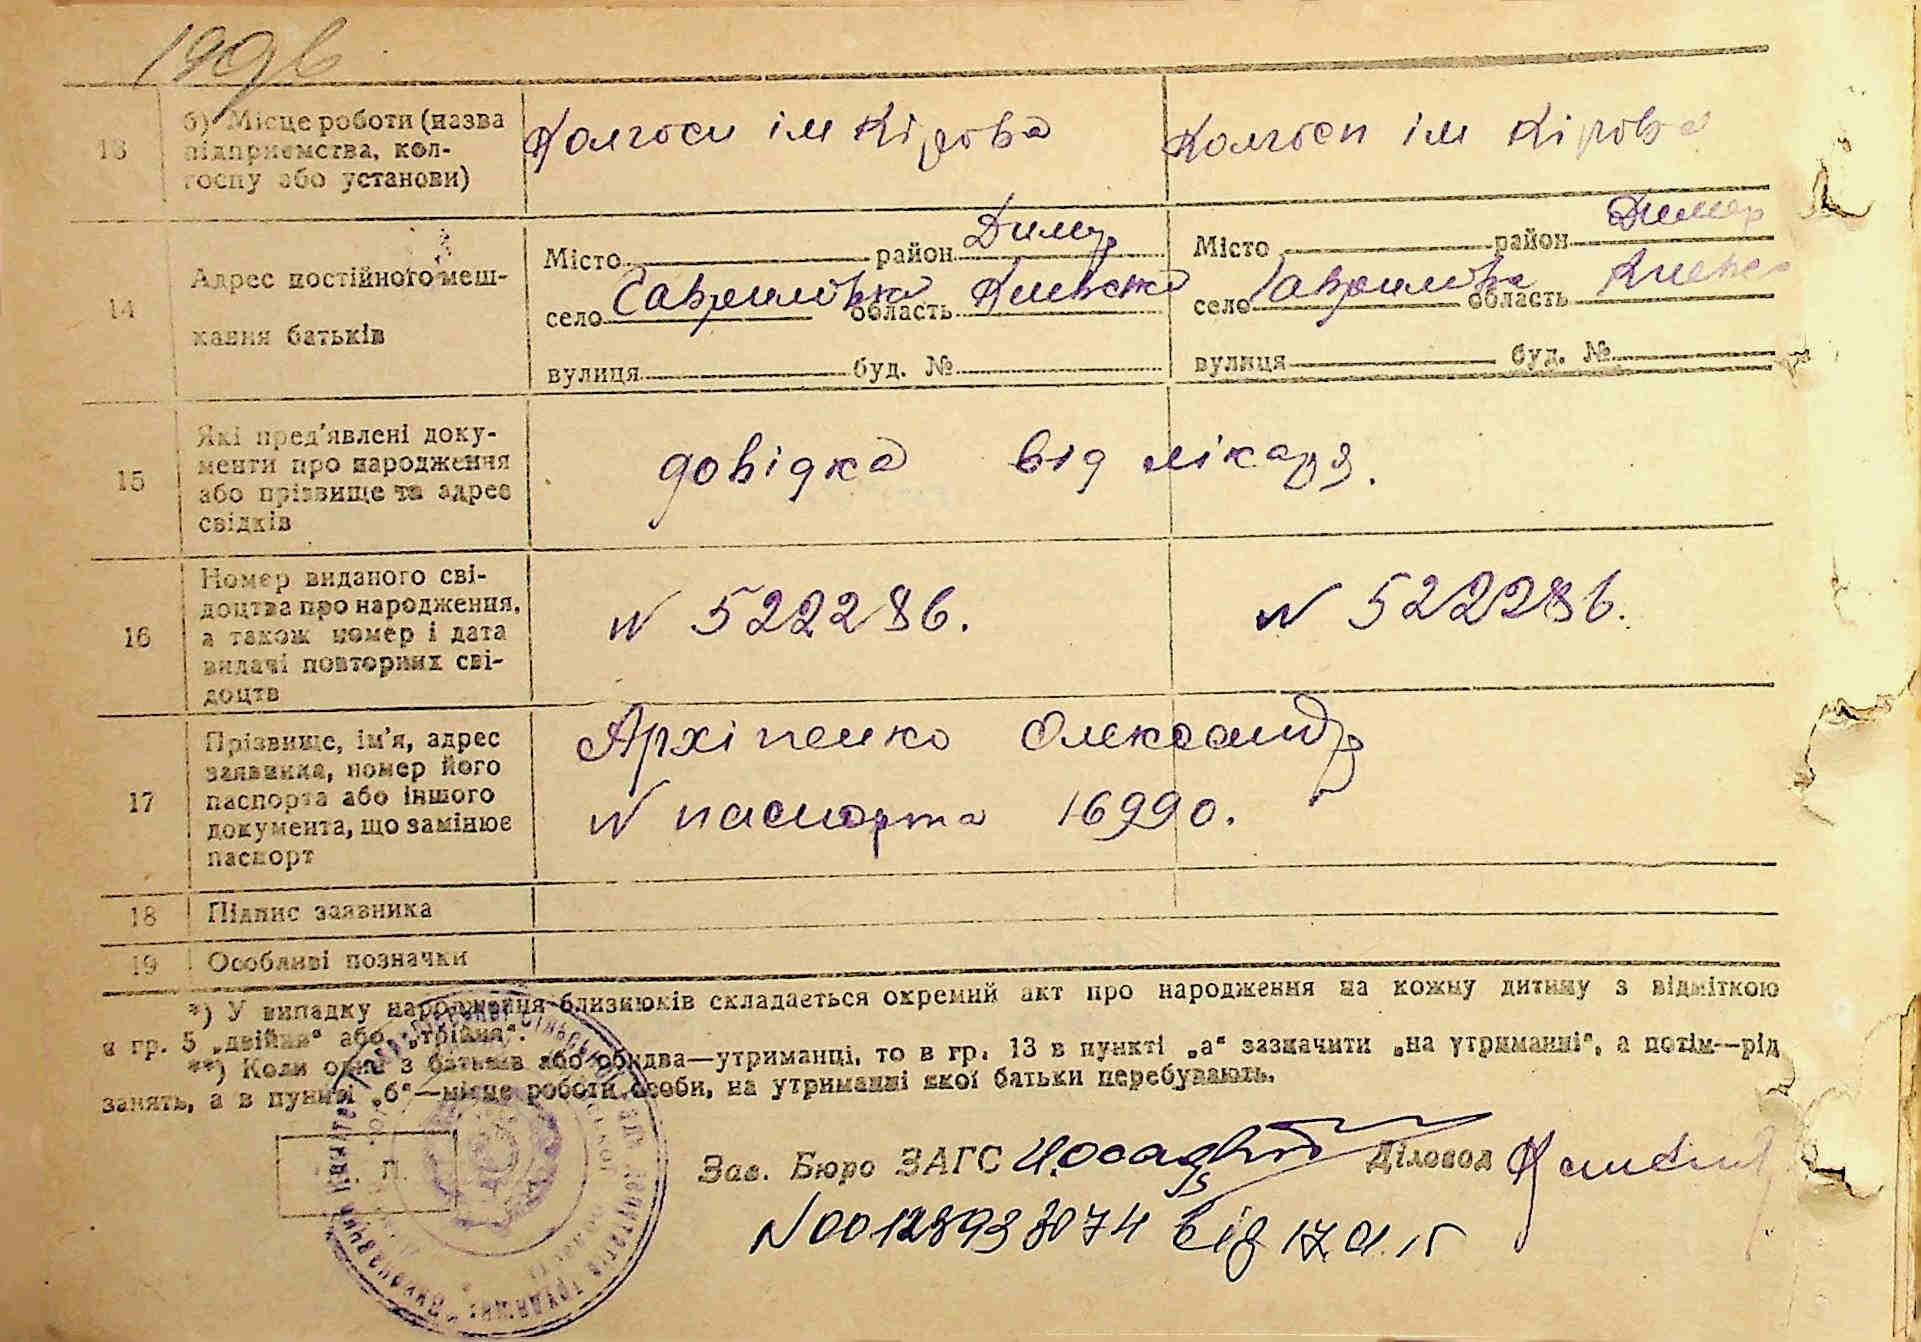 13 б) Місце роботи (назва підприємства, колгоспу або установи) Колгосп ім Кірова Колгосп ім Кірова
14 Адрес постійного мешкання батьків
Місто район Димер Місто район Димер
село Гаврилівка область Київська село Гаврилівка область Київськ
вулиця буд. № вулиця буд. №
15 Які пред'явлені документи про народження або прізвище та адрес свідків довідка від лікаря.
16 Номер виданого свідоцтва про народження, а також номер і дата видачі повторних свідоцтв N 522286. N 522286.
17 Прізвище, ім'я, адрес заявника, номер його паспорта або іншого документа, що замінює паспорт Архіпенко Олександр
N паспорта 16990.
18 Підпис заявника
19 Особливі позначки
*) У випадку народження близнюків складається окремий акт про народження на кожну дитину з відміткою
в гр. 5 „двійня" або „трійня".
**) Коли один з батьків або обидва—утриманці, то в гр. 13 в пункті „а" зазначити „на утриманні", а потім—рід
занять, а в пункті „б"—місце роботи особи, на утриманні якої батьки перебувають.
Зав. Бюро ЗАГС Діловод
від 17.01.15